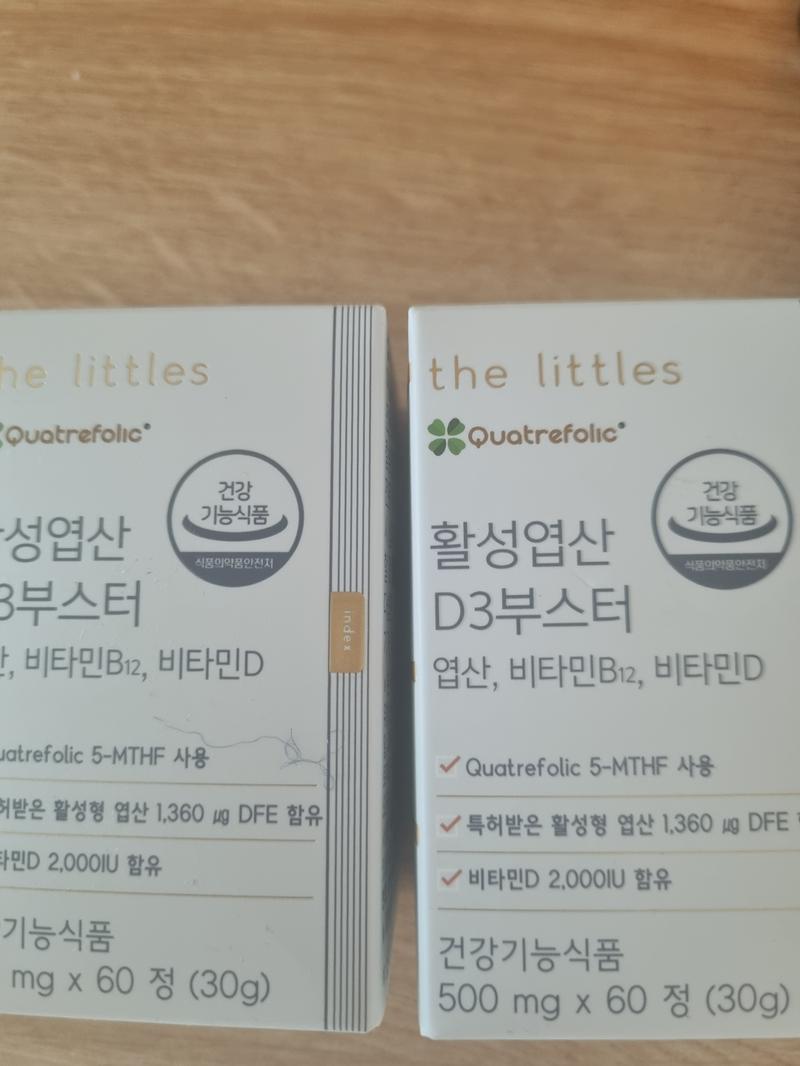 he littles
Quatrefolic
건강
기능식품
식품의약품안전처
성엽산
3부스터
비타민B12, 비타민D
index
uatrefolic 5-MTHF 사용
허받은 활성형 엽산 1,360 μg DFE 함유
타민D 2,000IU 함유
기능식품
mg x 60 정 (30g)
the littles
Quatrefolic
건강
기능식품
식품의약품안전처
활성엽산
D3부스터
엽산, 비타민B12, 비타민D
Quatrefolic 5-MTHF 사용
특허받은 활성형 엽산 1,360 μg DFE
비타민D 2,000IU 함유
건강기능식품
500 mg x 60 정 (30g)